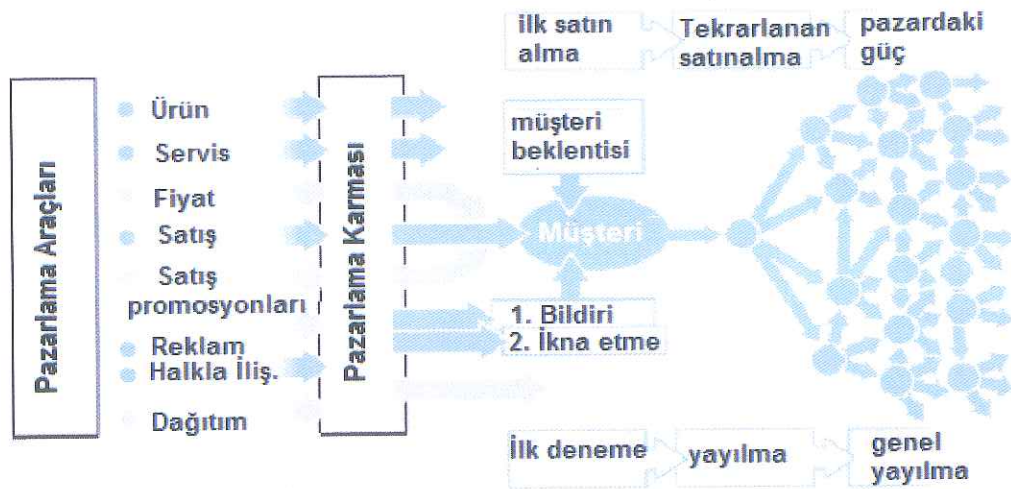 ilk satın
alma
Tekrarlanan
satınalma
pazardaki
güç
Pazarlama Araçları
Ürün
Servis
Fiyat
Satış
Satış
promosyonları
Reklam
Halkla İliş.
Dağıtım
Pazarlama Karması
müşteri
beklentisi
Müşteri
1. Bildiri
2. İkna etme
İlk deneme
yayılma
genel
yayılma